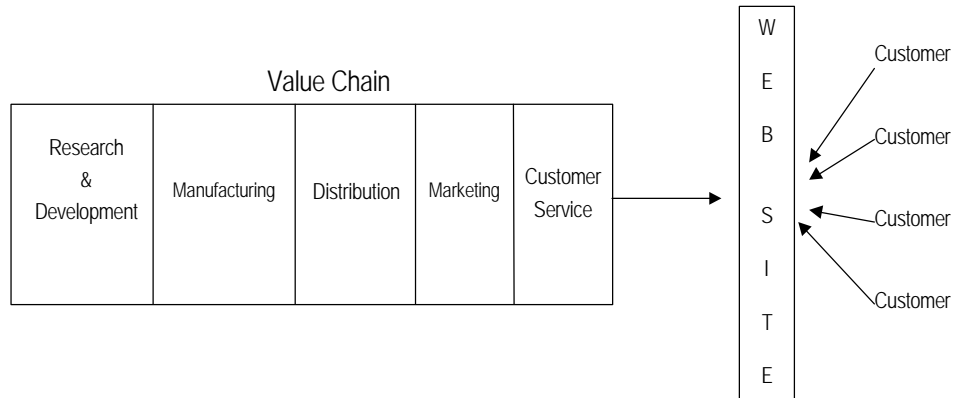 Value Chain
Research
&
Development
Manufacturing
Distribution
Marketing
Customer
Service
W
E
B
S
I
T
E
Customer
Customer
Customer
Customer